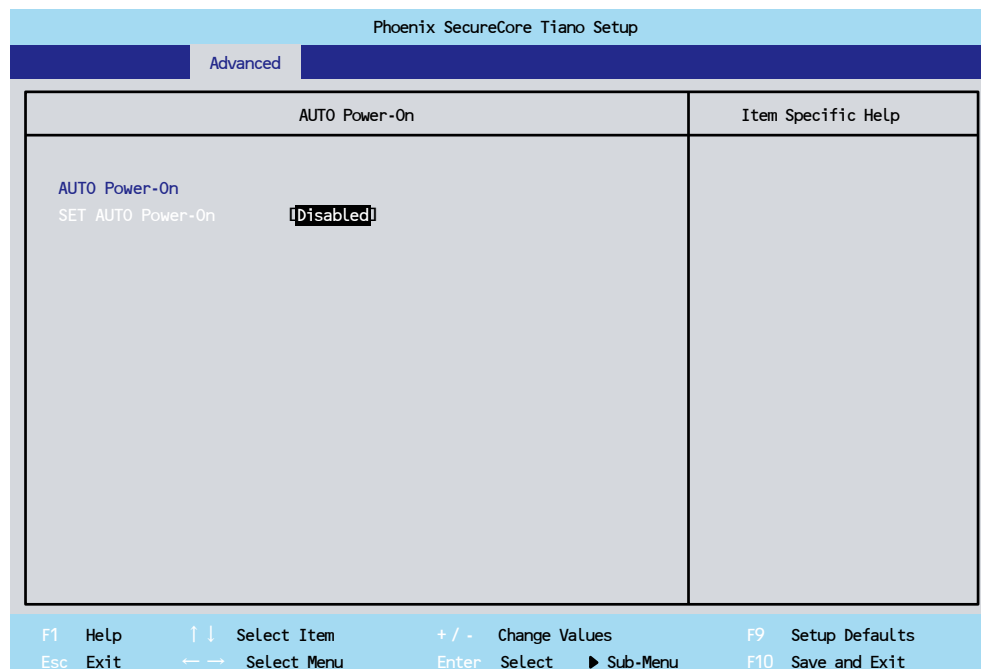 Phoenix SecureCore Tiano Setup
Advanced
AUTO Power-On
Item Specific Help
AUTO Power-On
SET AUTO Power-On [Disabled]
F1 Help ↑ ↓ Select Item + / - Change Values F9 Setup Defaults
Esc Exit ← → Select Menu Enter Select ▶ Sub-Menu F10 Save and Exit